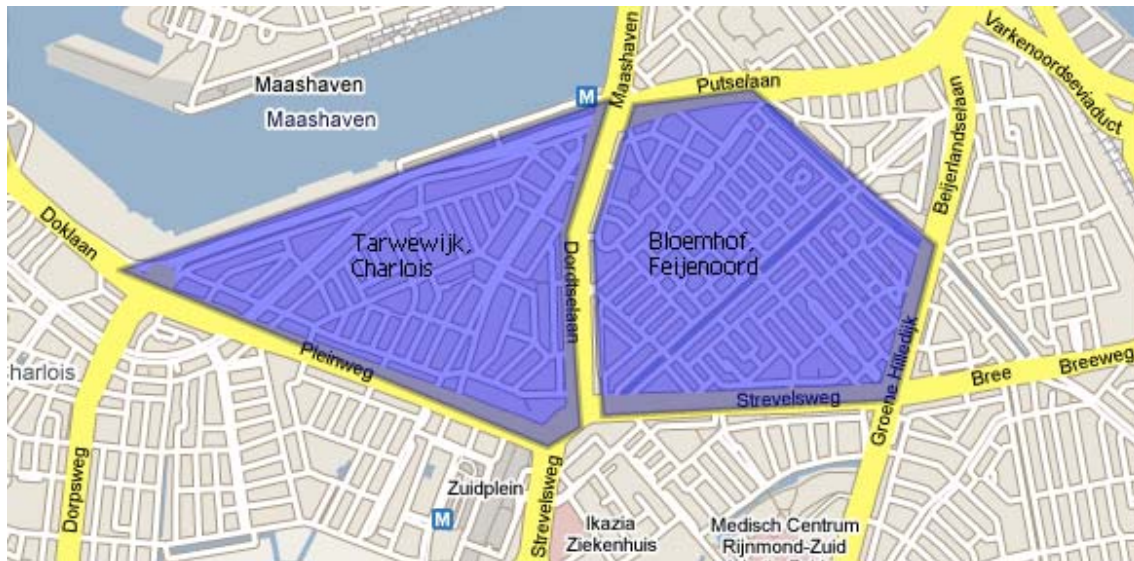 Maashaven
Maashaven
M
Maashaven
Putselaan
Varkenoordseviaduct
Beijerlandselaan
Doklaan
Tarwewijk,
Charlois
Dordtselaan
Bloemhof,
Feijenoord
Pleinweg
Charlois
Strevelsweg
Groene Hilledijk
Bree
Breeweg
Dorpsweg
Zuidplein
M
Strevelsweg
Ikazia
Ziekenhuis
Medisch Centrum
Rijnmond-Zuid